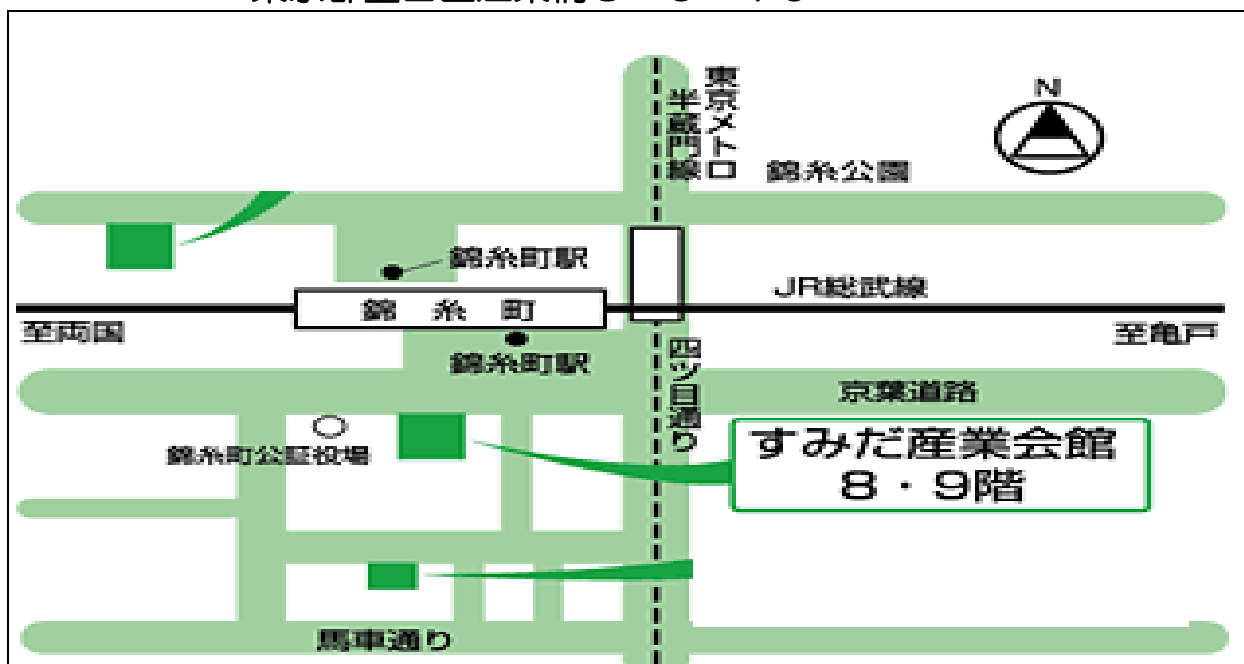 東京メトロ
半蔵門線
N
錦糸公園
錦糸町駅
JR総武線
錦糸町
至両国
至亀戸
錦糸町駅
四ツ目通り
京葉道路
すみだ産業会館
8・9階
錦糸町公証役場
馬車通り